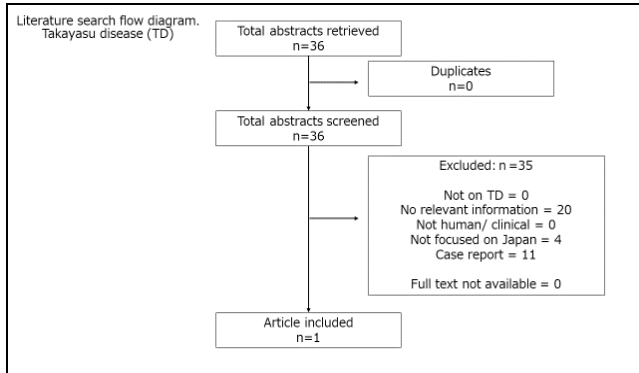 Literature search flow diagram.
Takayasu disease (TD)
Total abstracts retrieved
n=36
Duplicates
n=0
Total abstracts screened
n=36
Excluded: n =35
Not on TD = 0
No relevant information = 20
Not human/ clinical = 0
Not focused on Japan = 4
Case report = 11
Full text not available = 0
Article included
n=1